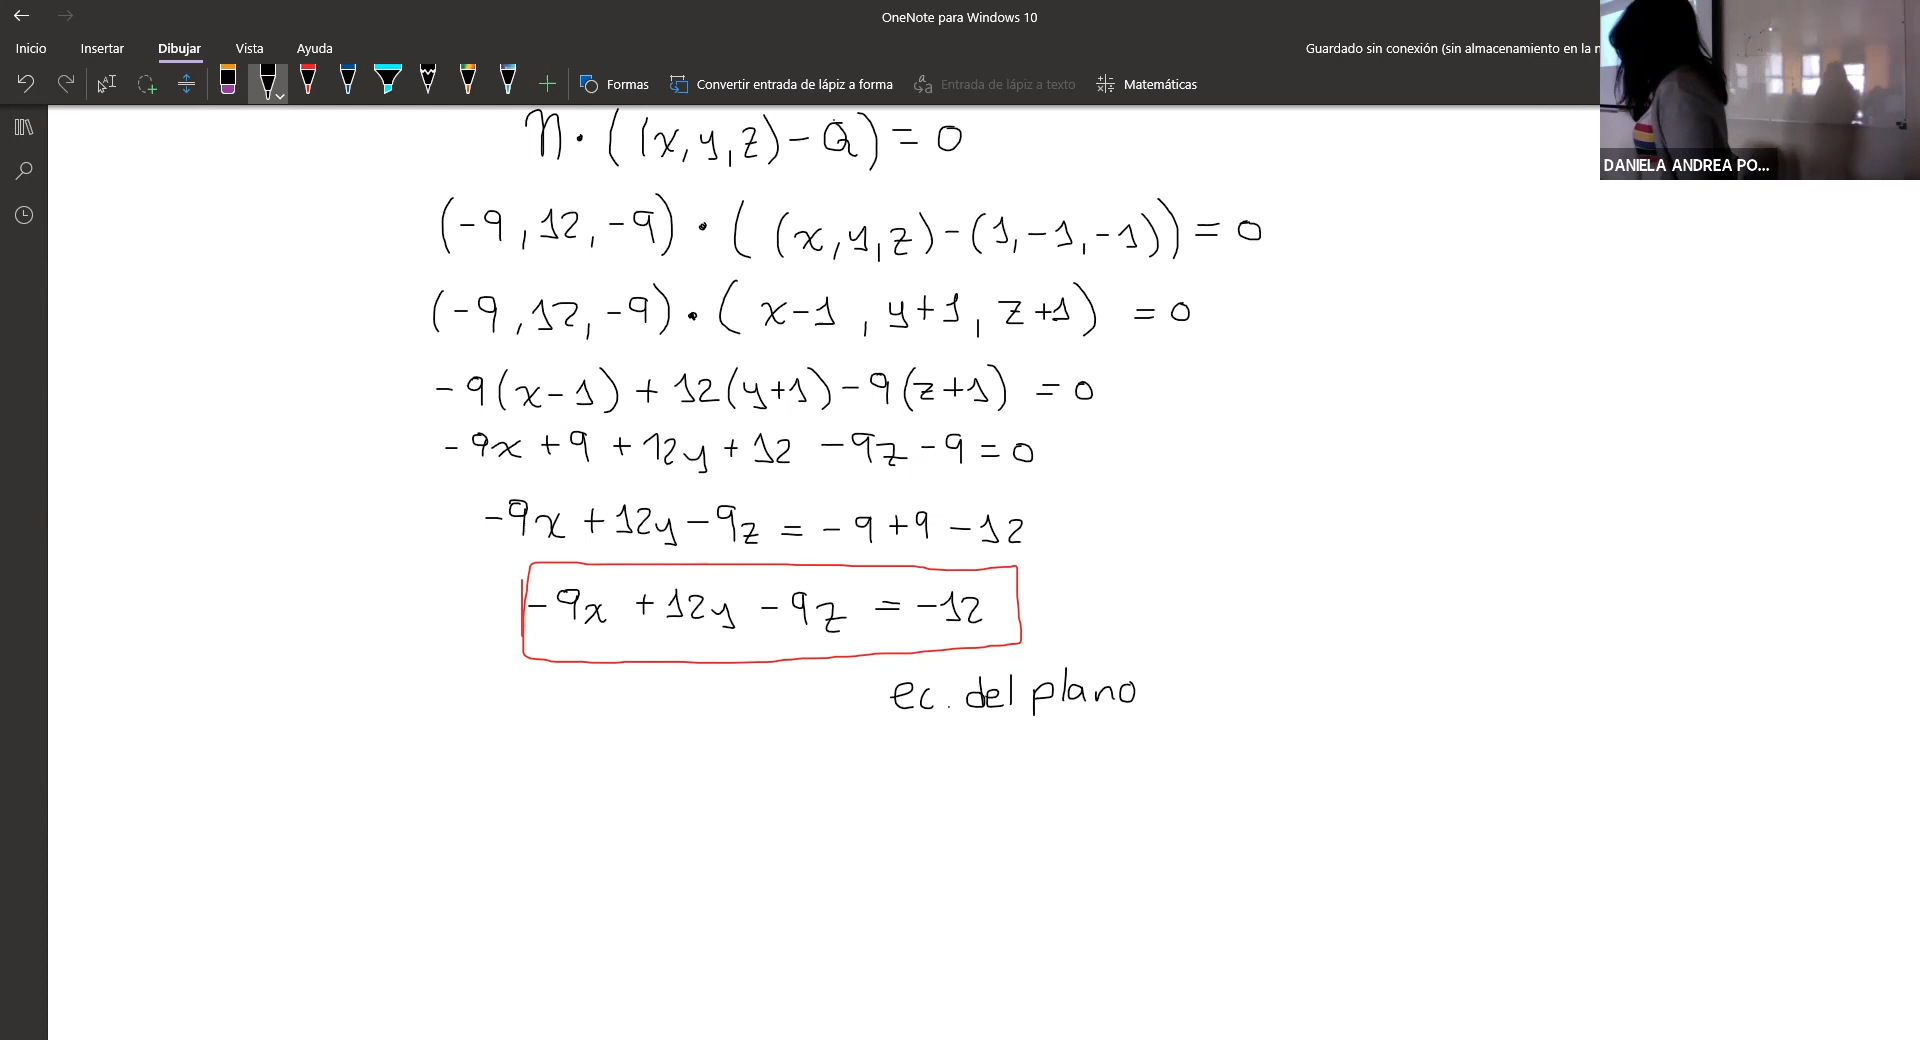 OneNote para Windows 10
Inicio Insertar Dibujar Vista Ayuda
Guardado sin conexión (sin almacenamiento en la n
Formas Convertir entrada de lápiz a forma Entrada de lápiz a texto Matemáticas
DANIELA ANDREA PO...
n · ((x,y,z) - Q) = 0
(-9,12,-9) · ((x,y,z)-(1,-1,-1)) = 0
(-9,12,-9) · (x-1, y+1, z+1) = 0
-9(x-1) + 12(y+1) - 9(z+1) = 0
-9x + 9 + 12y + 12 - 9z - 9 = 0
-9x + 12y - 9z = -9 + 9 - 12
-9x + 12y - 9z = -12
ec. del plano